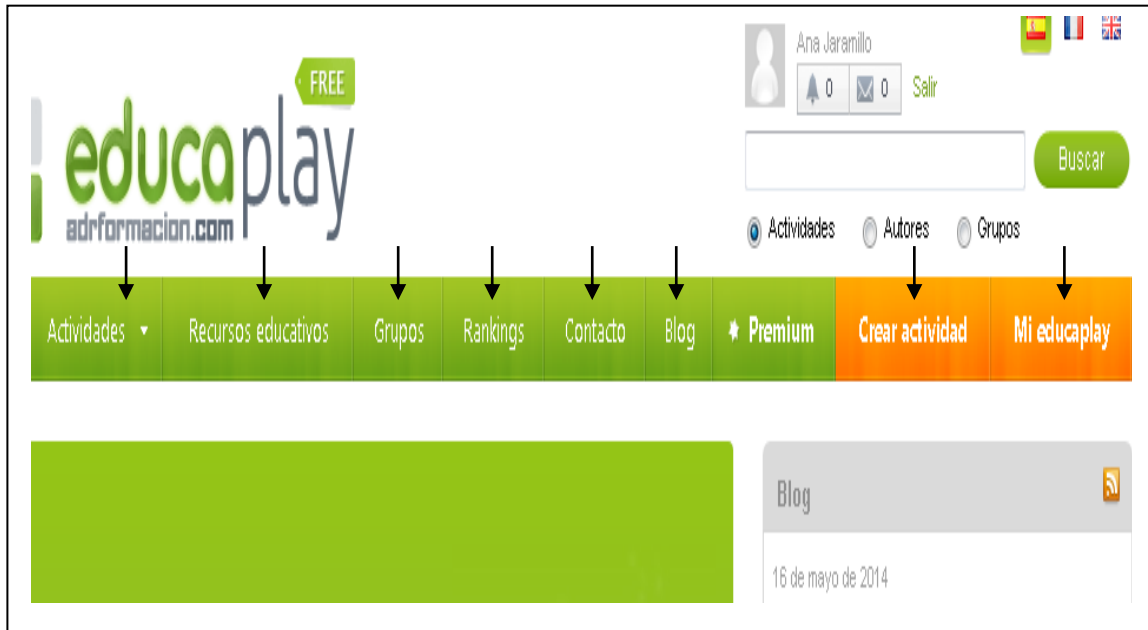 FREE
educaplay
adrformacion.com
Ana Jaramillo
0 0 Salir
Buscar
Actividades Autores Grupos
Actividades Recursos educativos Grupos Rankings Contacto Blog Premium Crear actividad Mi educaplay
Blog
16 de mayo de 2014